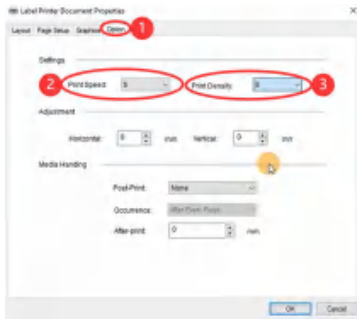 Label Printer Document Properties
Layout Page Setup Graphics Option 1
Settings
2 Print Speed: 5 Print Density: 8 3
Adjustment
Horizontal: 0 mm Vertical: 0 mm
Media Handling
Post-Print: None
Occurrence: After Every Page
After-print: 0 mm
OK Cancel